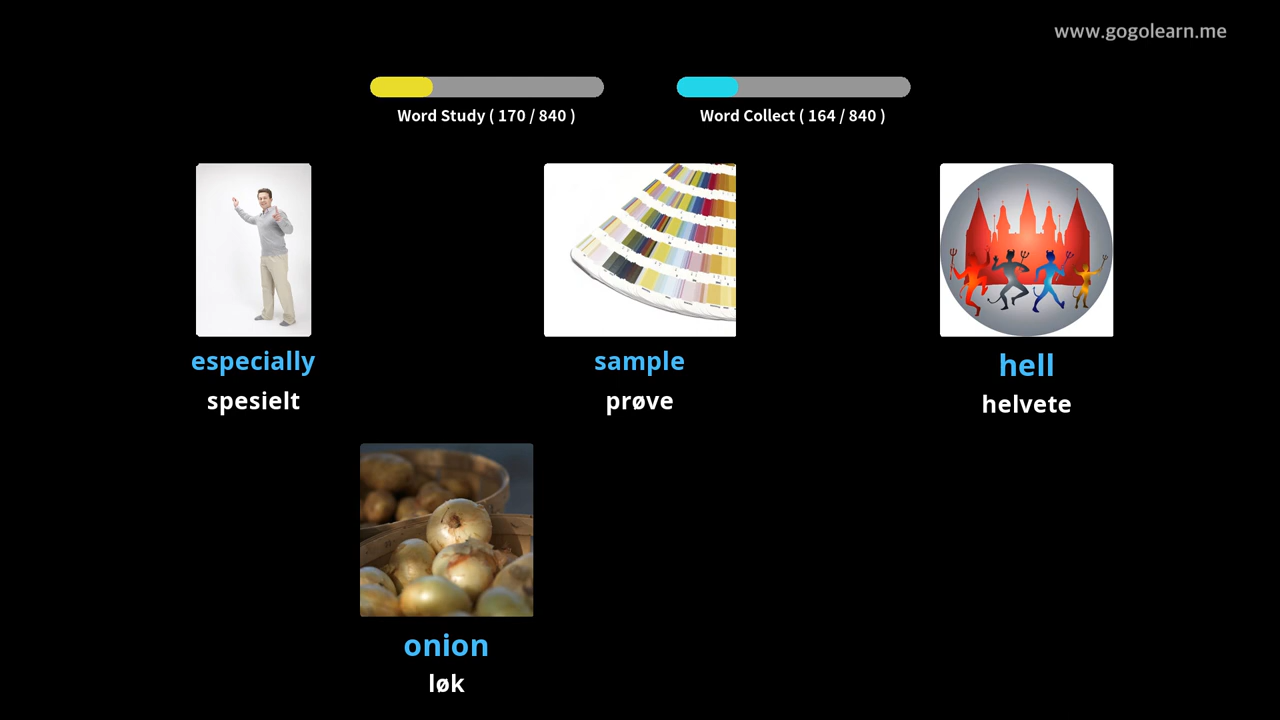 www.gogolearn.me
Word Study ( 170 / 840 )
Word Collect ( 164 / 840 )
especially
spesielt
sample
prøve
hell
helvete
onion
løk